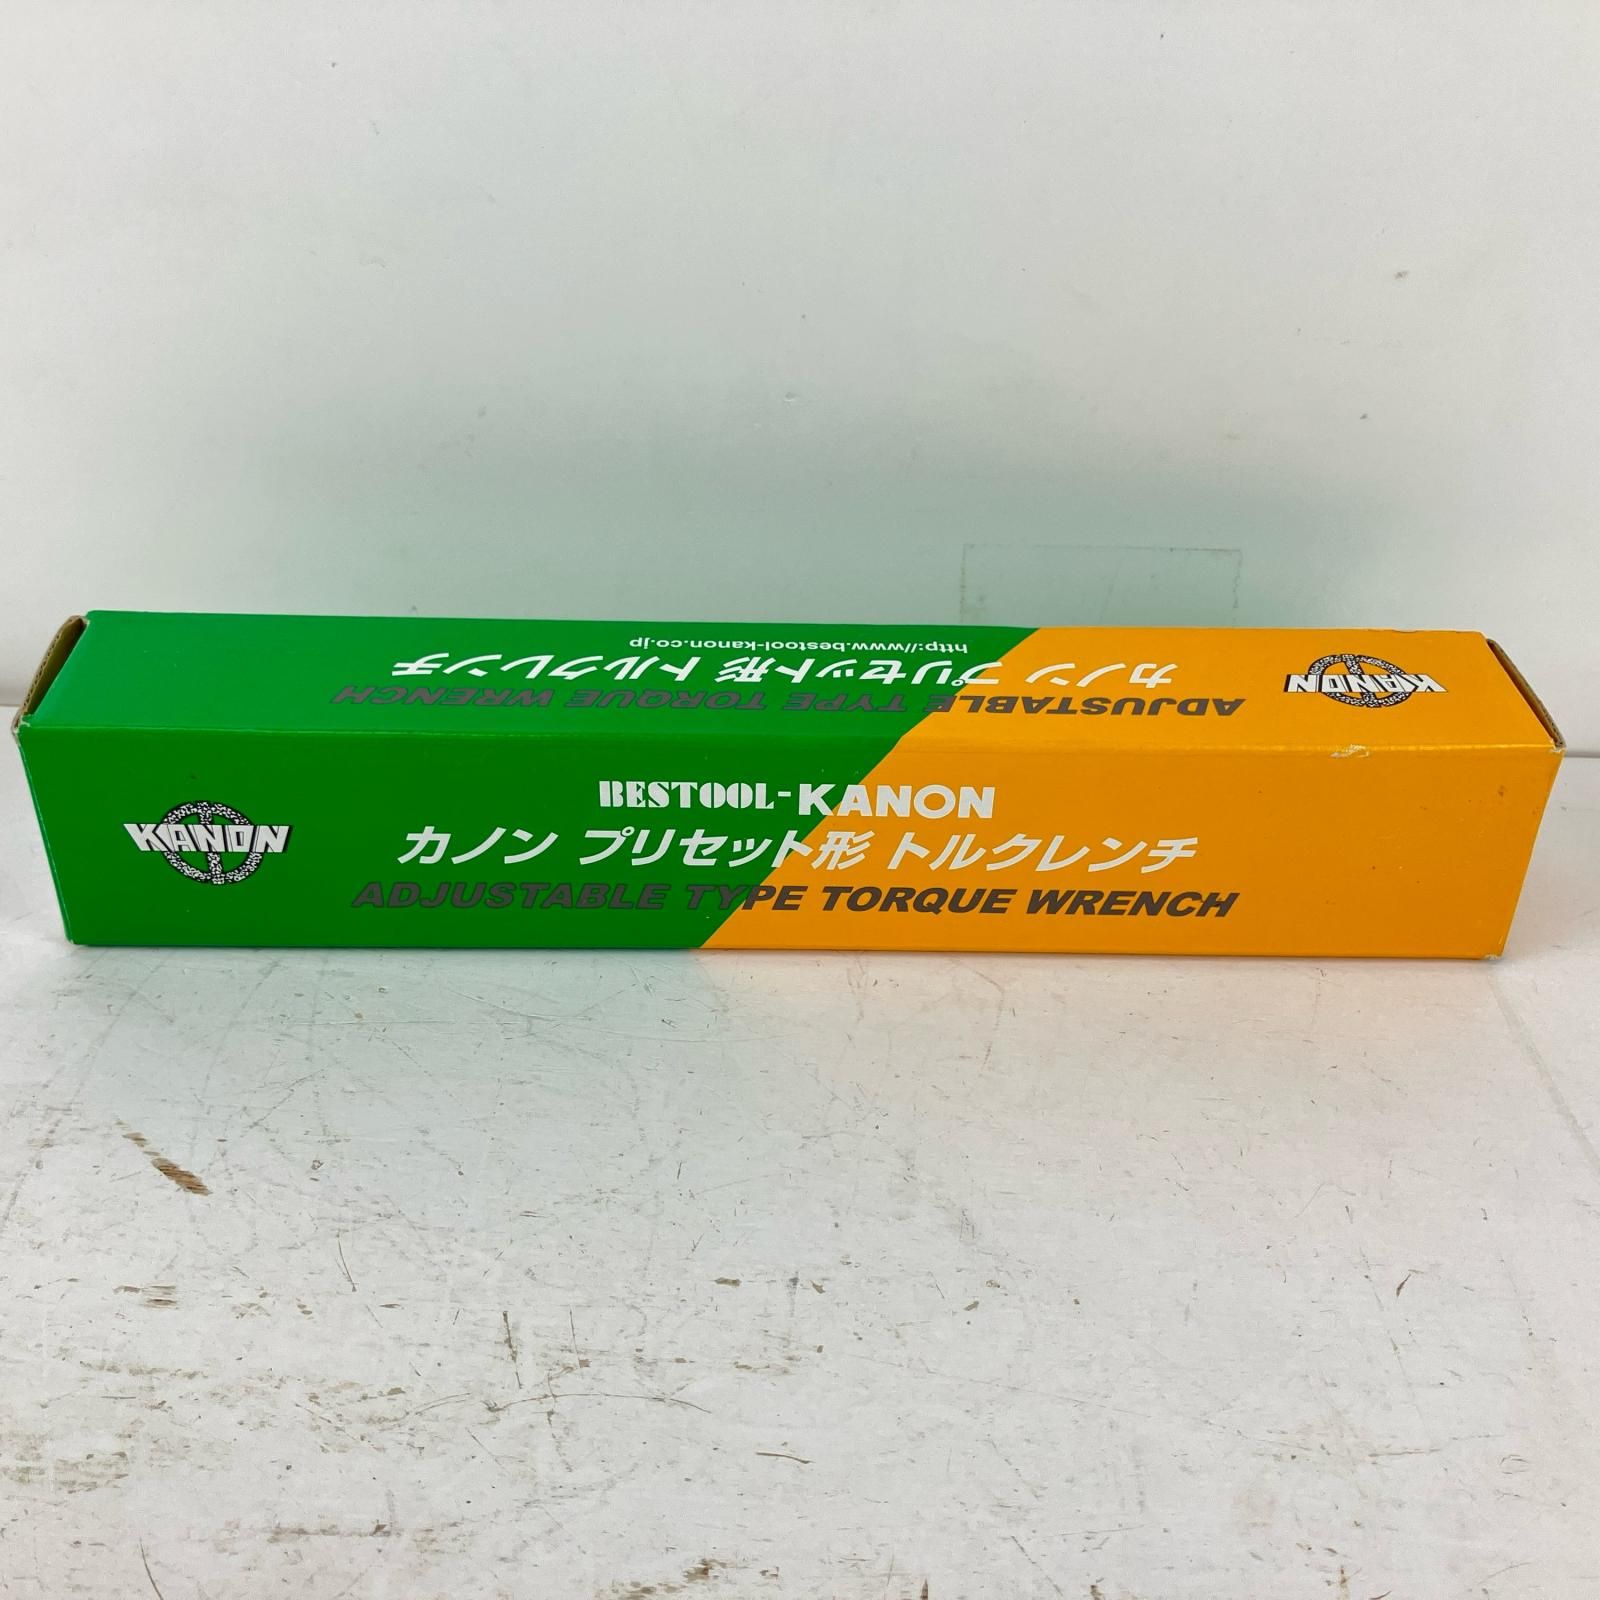 http://www.bestool-kanon.co.jp
カノン プリセット形 トルクレンチ
ADJUSTABLE TYPE TORQUE WRENCH
KANON
BESTOOL-KANON
KANON
カノン プリセット形 トルクレンチ
ADJUSTABLE TYPE TORQUE WRENCH